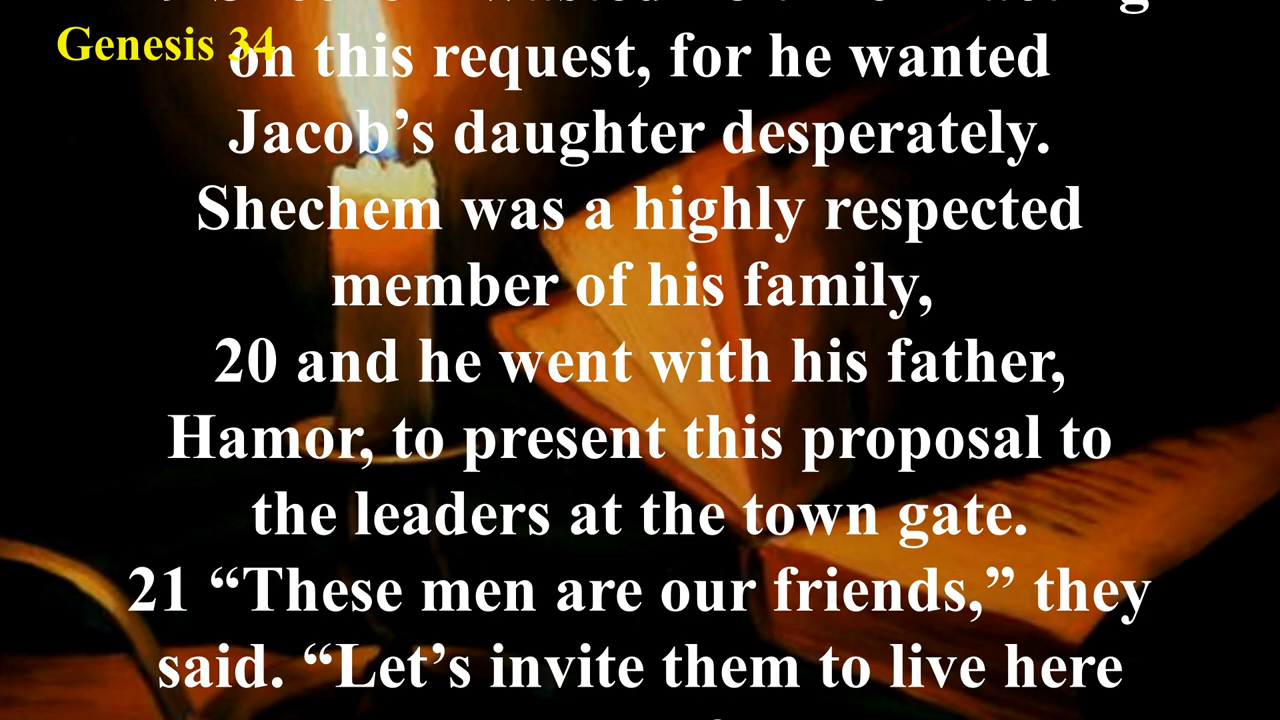 Genesis 34
on this request, for he wanted
Jacob’s daughter desperately.
Shechem was a highly respected
member of his family,
20 and he went with his father,
Hamor, to present this proposal to
the leaders at the town gate.
21 “These men are our friends,” they
said. “Let’s invite them to live here